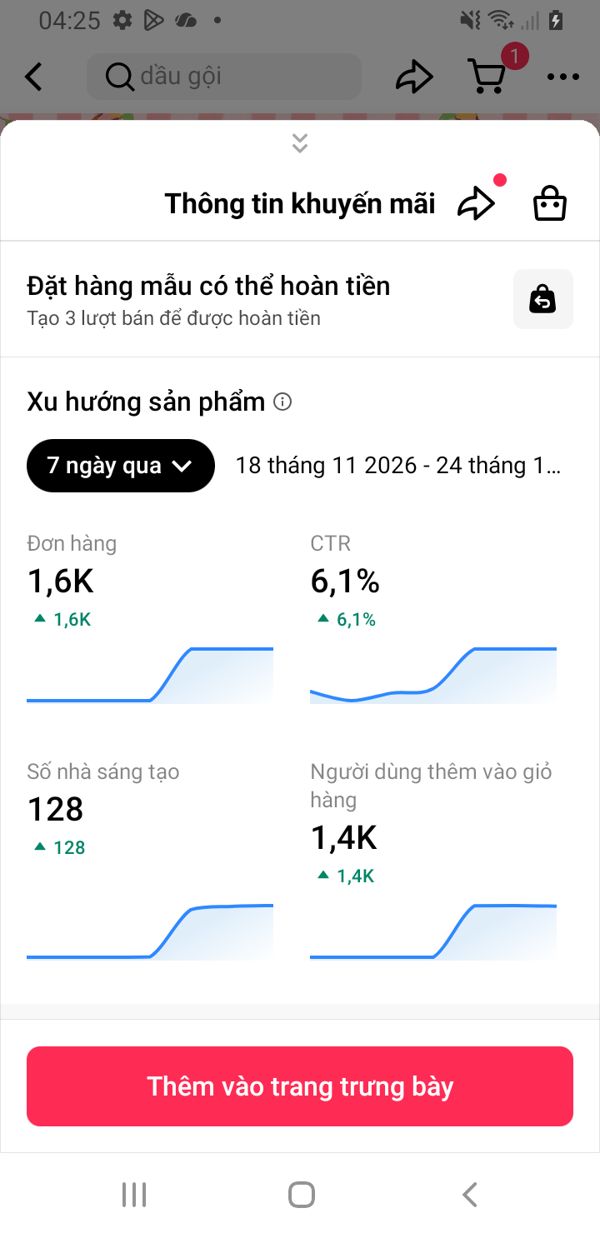 04:25
dầu gội
1
Thông tin khuyến mãi
Đặt hàng mẫu có thể hoàn tiền
Tạo 3 lượt bán để được hoàn tiền
Xu hướng sản phẩm
7 ngày qua
18 tháng 11 2026 - 24 tháng 1...
Đơn hàng
1,6K
1,6K
CTR
6,1%
6,1%
Số nhà sáng tạo
128
128
Người dùng thêm vào giỏ
hàng
1,4K
1,4K
Thêm vào trang trưng bày